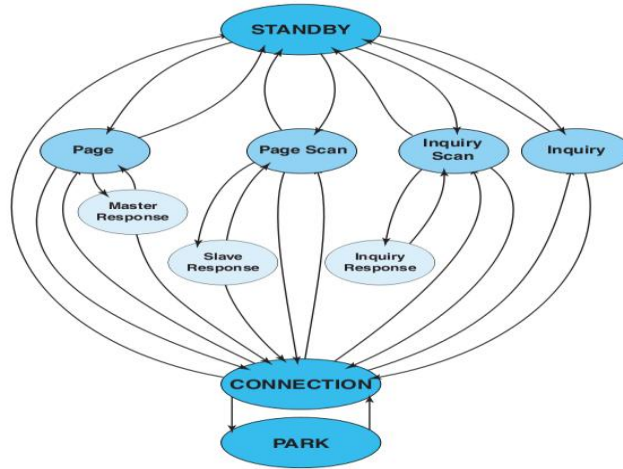 STANDBY
Page
Page Scan
Inquiry
Scan
Inquiry
Master
Response
Slave
Response
Inquiry
Response
CONNECTION
PARK